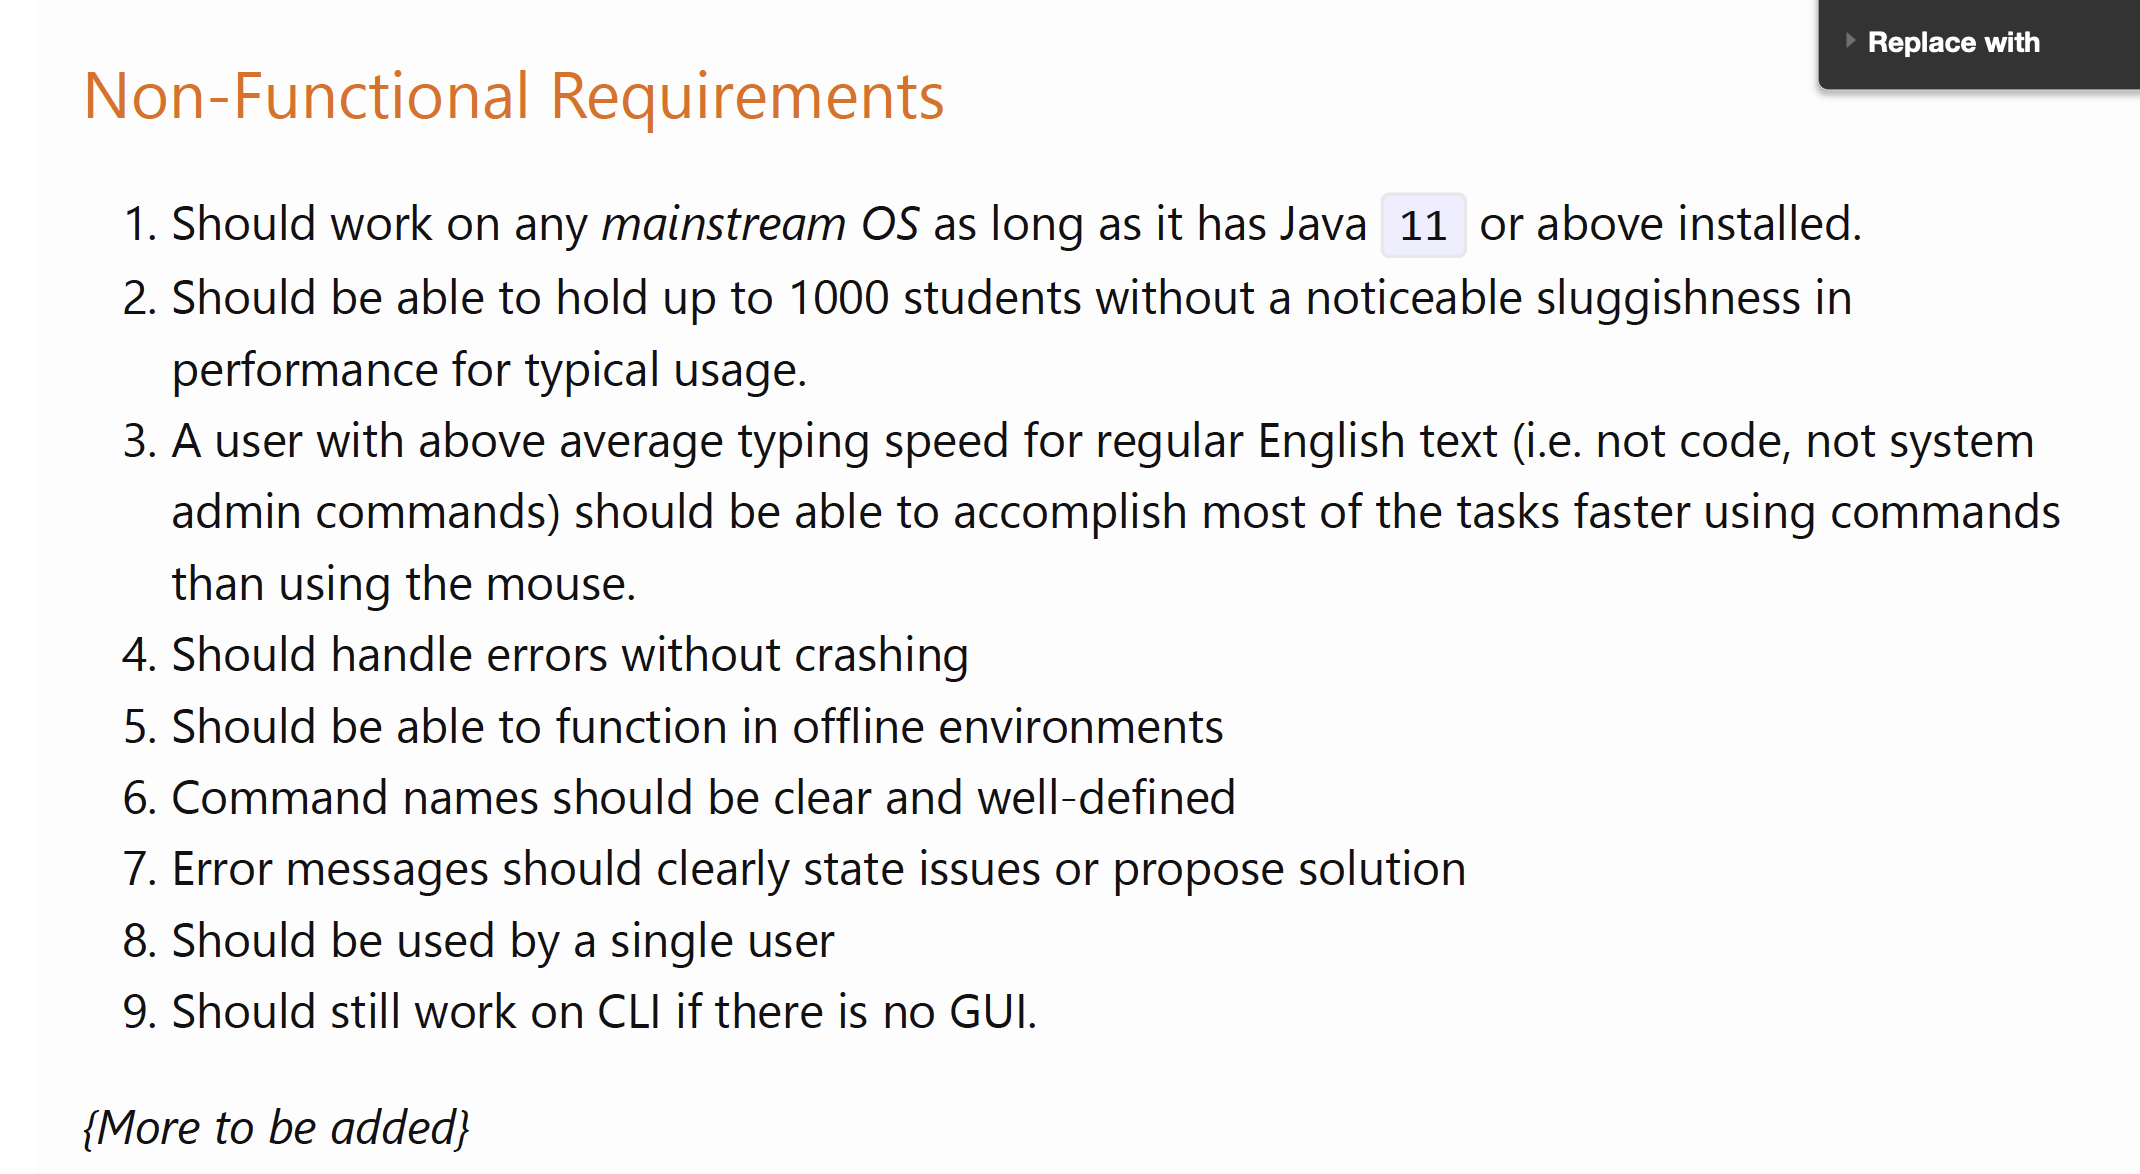 Replace with
Non-Functional Requirements
1. Should work on any mainstream OS as long as it has Java 11 or above installed.
2. Should be able to hold up to 1000 students without a noticeable sluggishness in
performance for typical usage.
3. A user with above average typing speed for regular English text (i.e. not code, not system
admin commands) should be able to accomplish most of the tasks faster using commands
than using the mouse.
4. Should handle errors without crashing
5. Should be able to function in offline environments
6. Command names should be clear and well-defined
7. Error messages should clearly state issues or propose solution
8. Should be used by a single user
9. Should still work on CLI if there is no GUI.
{More to be added}